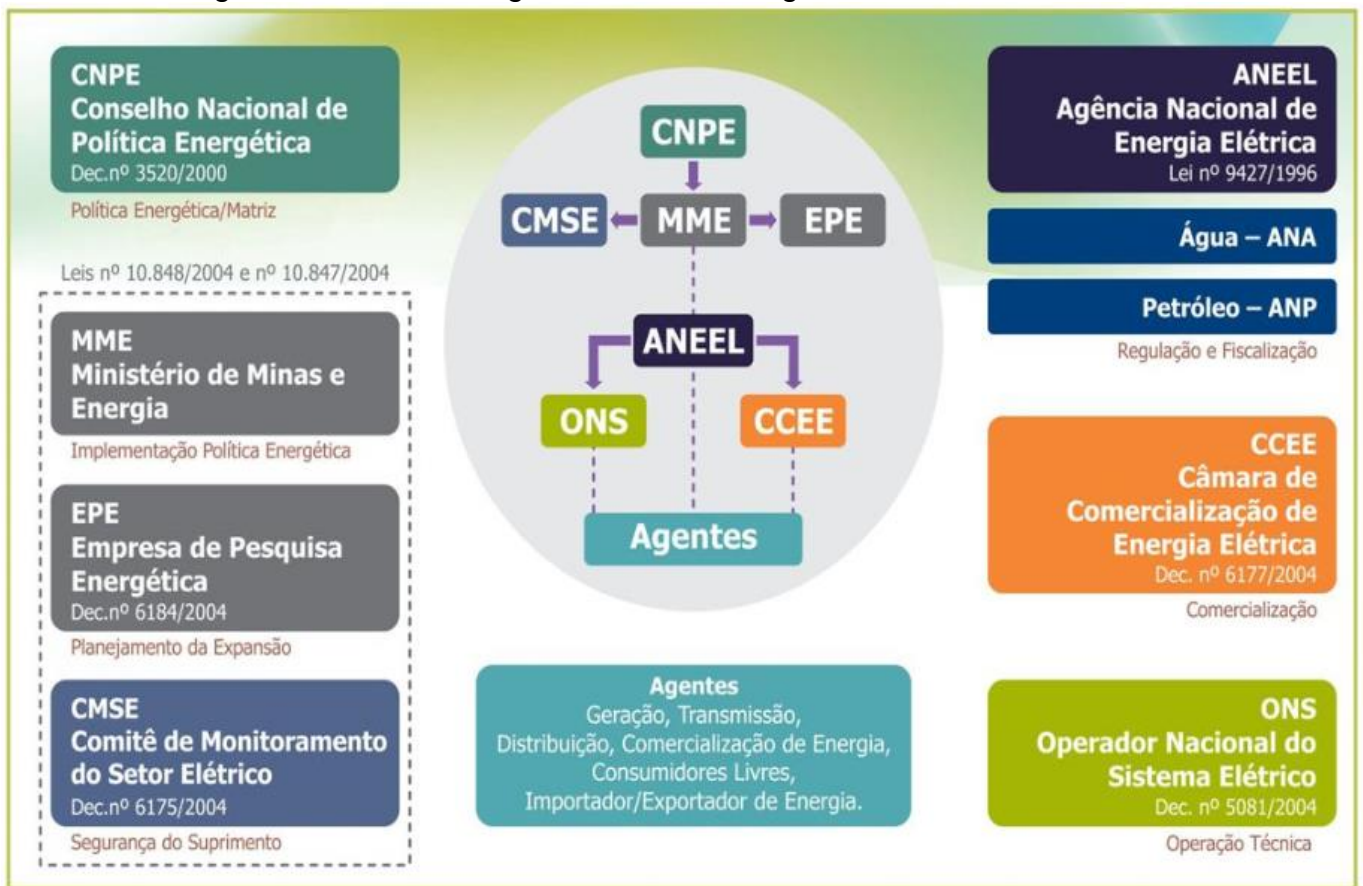 CNPE
Conselho Nacional de
Política Energética
Dec.nº 3520/2000
Política Energética/Matriz
Leis nº 10.848/2004 e nº 10.847/2004
MME
Ministério de Minas e
Energia
Implementação Política Energética
EPE
Empresa de Pesquisa
Energética
Dec.nº 6184/2004
Planejamento da Expansão
CMSE
Comitê de Monitoramento
do Setor Elétrico
Dec.nº 6175/2004
Segurança do Suprimento
CNPE
CMSE
MME
EPE
ANEEL
ONS
CCEE
Agentes
Agentes
Geração, Transmissão,
Distribuição, Comercialização de Energia,
Consumidores Livres,
Importador/Exportador de Energia.
ANEEL
Agência Nacional de
Energia Elétrica
Lei nº 9427/1996
Água – ANA
Petróleo – ANP
Regulação e Fiscalização
CCEE
Câmara de
Comercialização de
Energia Elétrica
Dec. nº 6177/2004
Comercialização
ONS
Operador Nacional do
Sistema Elétrico
Dec. nº 5081/2004
Operação Técnica